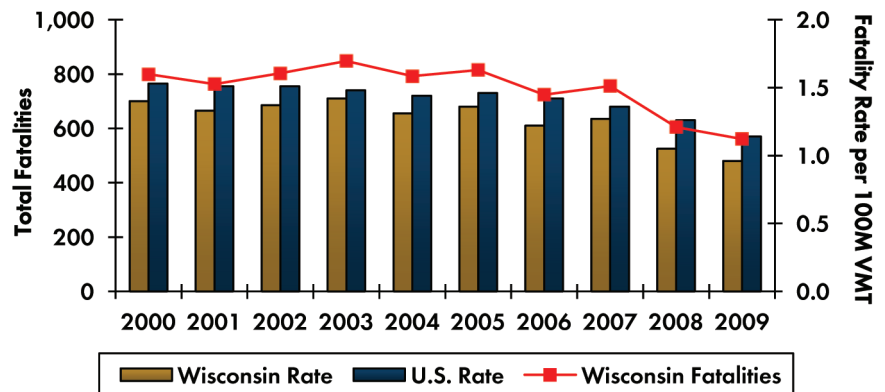 Total Fatalities
1,000
800
600
400
200
0
2.0
1.5
1.0
0.5
0.0
Fatality Rate per 100M VMT
2000 2001 2002 2003 2004 2005 2006 2007 2008 2009
Wisconsin Rate U.S. Rate Wisconsin Fatalities